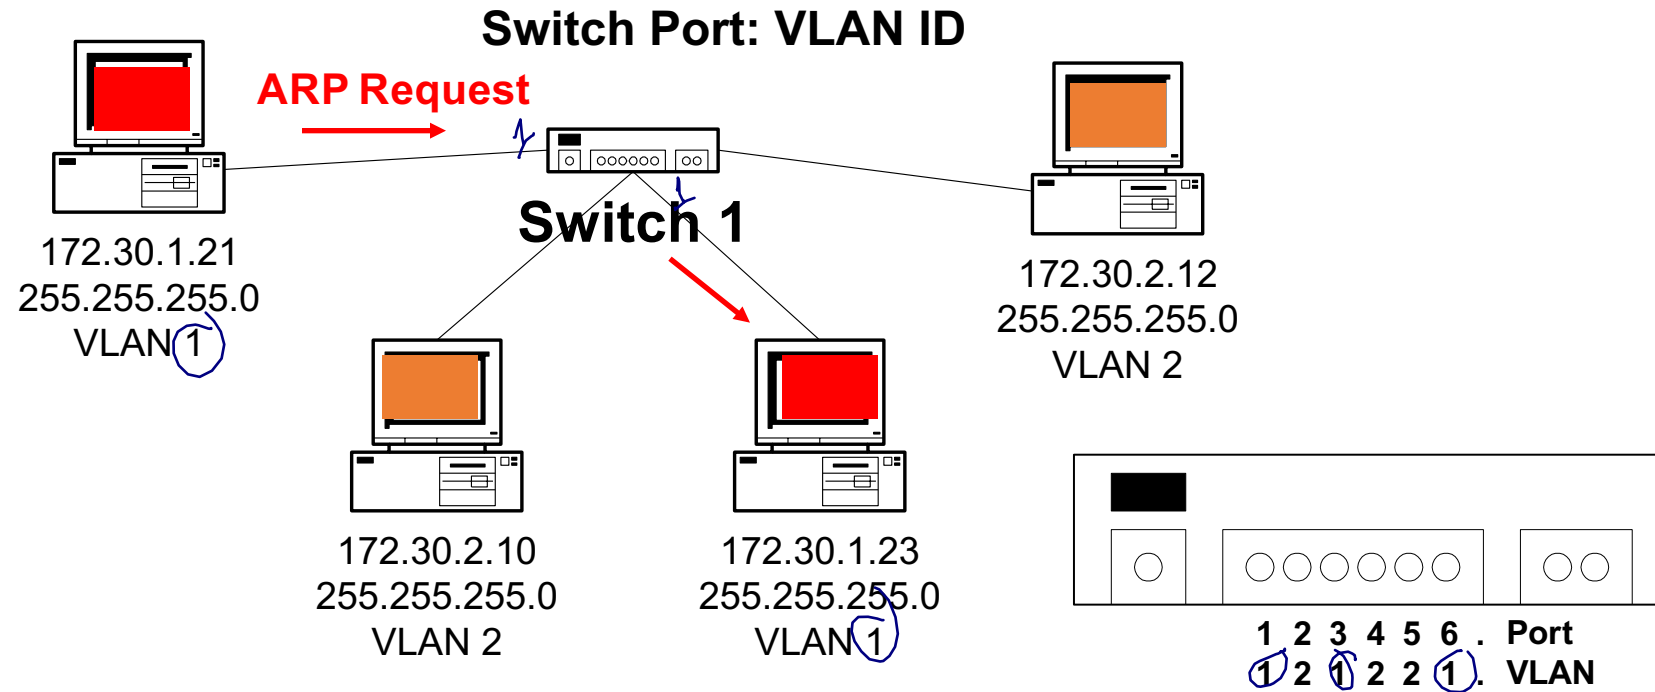 Switch Port: VLAN ID
ARP Request
1
1
Switch 1
172.30.1.21
255.255.255.0
VLAN 1
172.30.2.12
255.255.255.0
VLAN 2
172.30.2.10
255.255.255.0
VLAN 2
172.30.1.23
255.255.255.0
VLAN 1
1 2 3 4 5 6 . Port
1 2 1 2 2 1 . VLAN